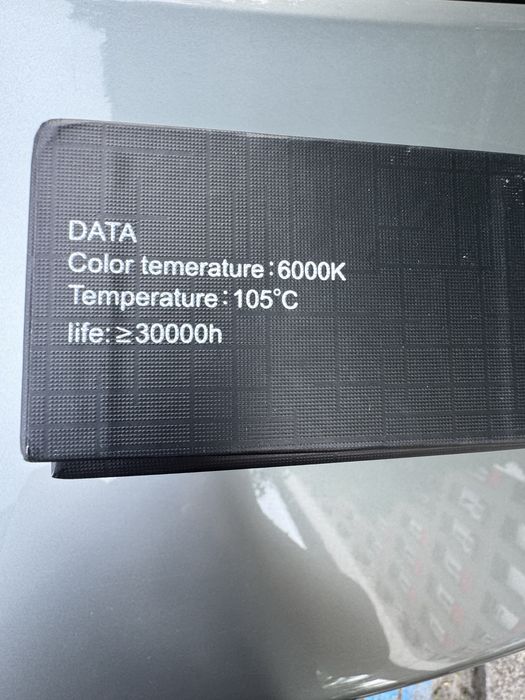 DATA
Color temerature:6000K
Temperature:105°C
life:≥30000h